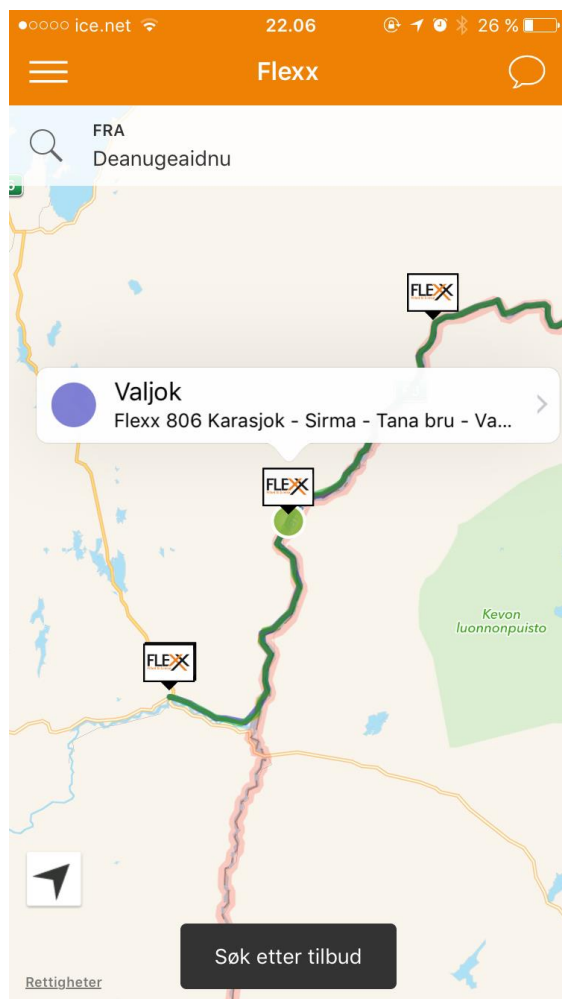 ice.net 22.06 26 %
Flexx
FRA
Deanugeaidnu
FLEXX
Valjok
Flexx 806 Karasjok - Sirma - Tana bru - Va...
FLEXX
Kevon
luonnonpuisto
FLEXX
Søk etter tilbud
Rettigheter